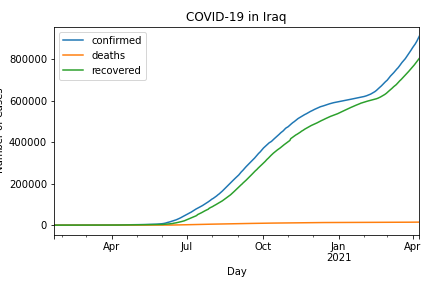 COVID-19 in Iraq
confirmed
deaths
recovered
800000
600000
400000
200000
0
Apr
Jul
Oct
Jan
2021
Apr
Day